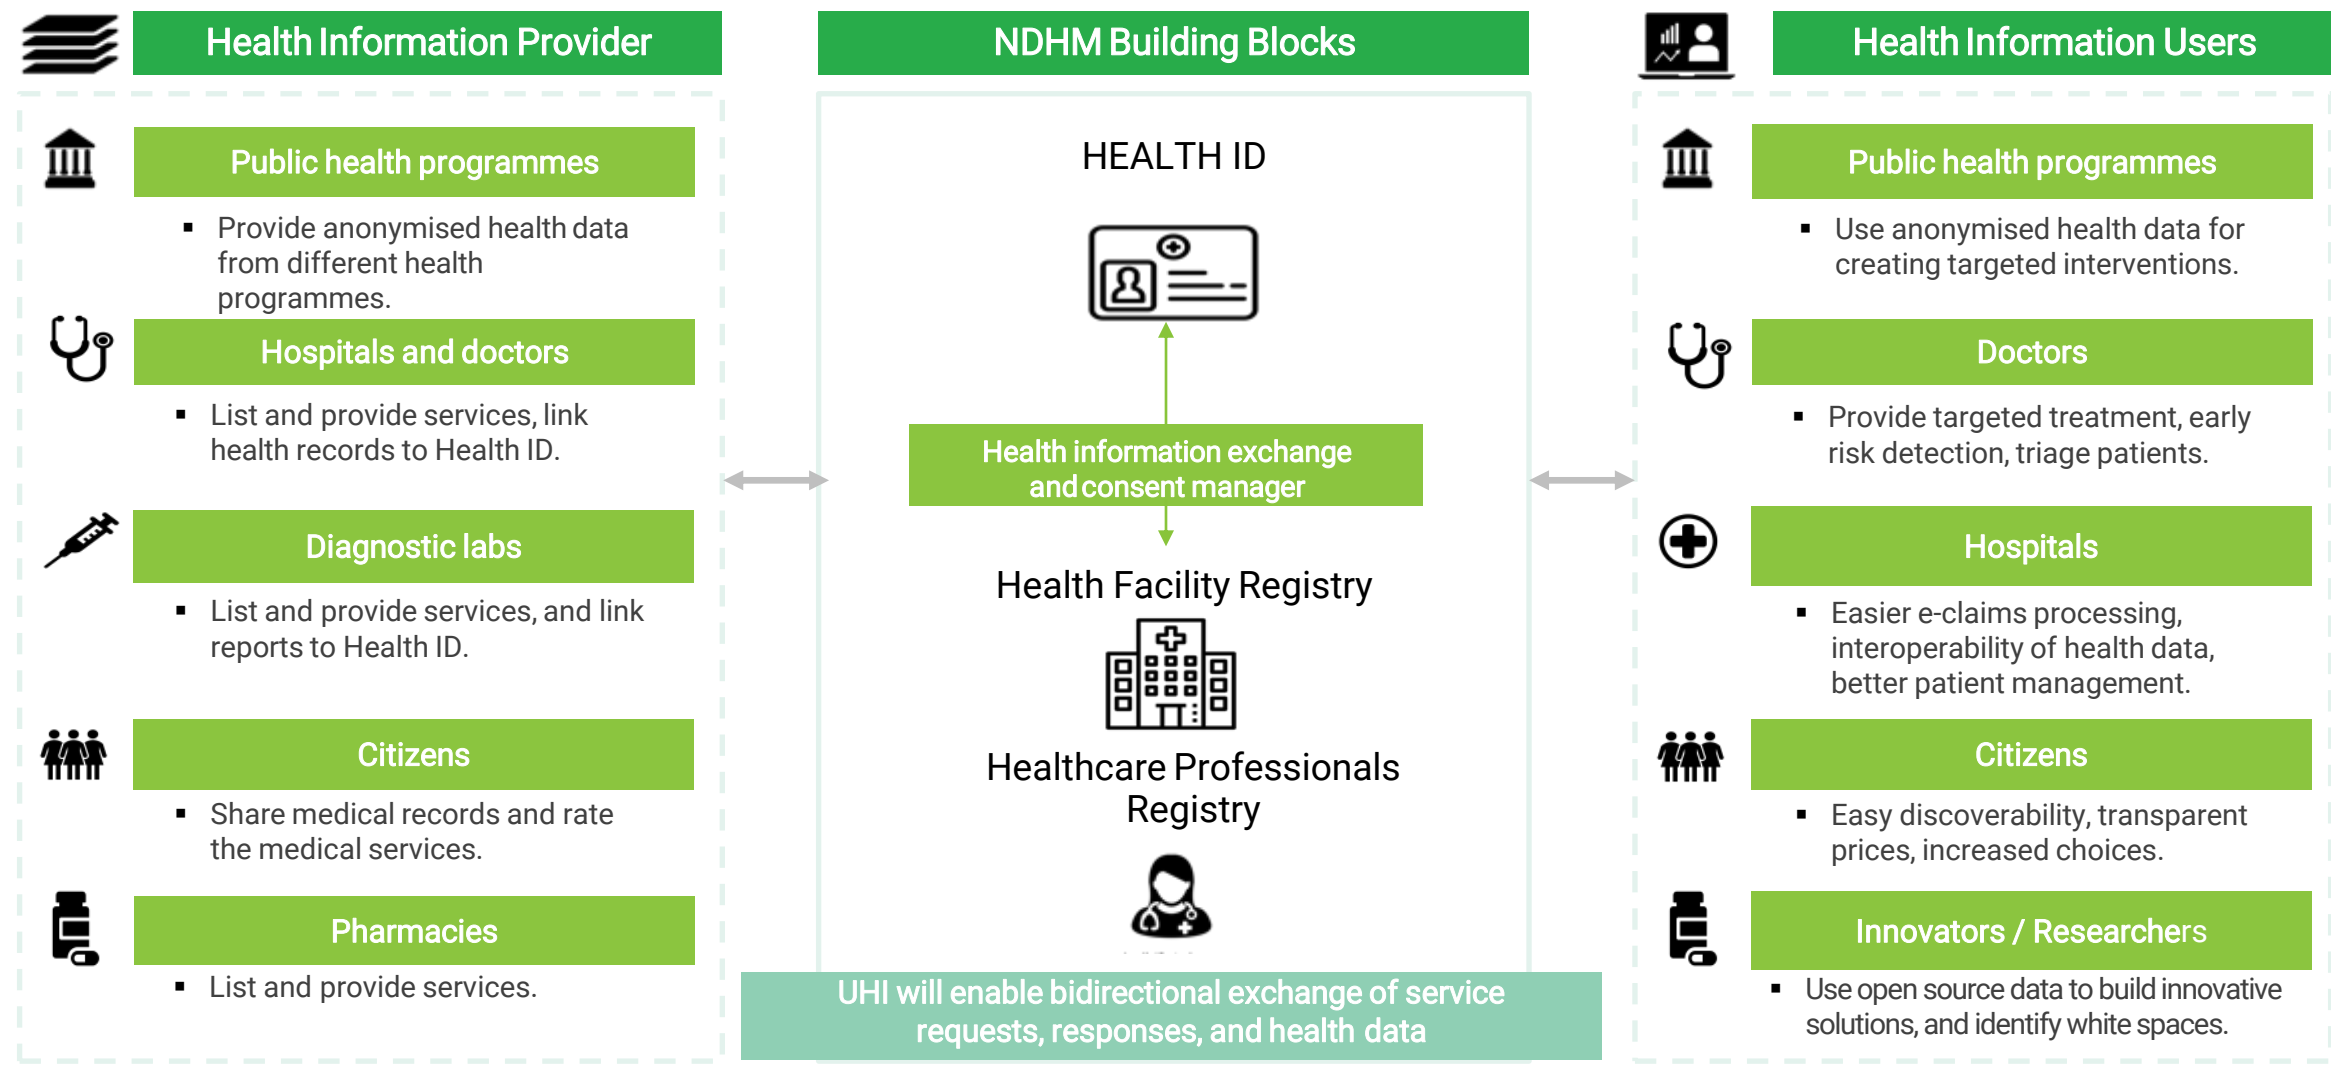 Health Information Provider
Public health programmes
▪ Provide anonymised health data
from different health
programmes.
Hospitals and doctors
▪ List and provide services, link
health records to Health ID.
Diagnostic labs
▪ List and provide services, and link
reports to Health ID.
Citizens
▪ Share medical records and rate
the medical services.
Pharmacies
▪ List and provide services.
NDHM Building Blocks
HEALTH ID
Health information exchange
and consent manager
Health Facility Registry
Healthcare Professionals
Registry
UHI will enable bidirectional exchange of service
requests, responses, and health data
Health Information Users
Public health programmes
▪ Use anonymised health data for
creating targeted interventions.
Doctors
▪ Provide targeted treatment, early
risk detection, triage patients.
Hospitals
▪ Easier e-claims processing,
interoperability of health data,
better patient management.
Citizens
▪ Easy discoverability, transparent
prices, increased choices.
Innovators / Researchers
▪ Use open source data to build innovative
solutions, and identify white spaces.